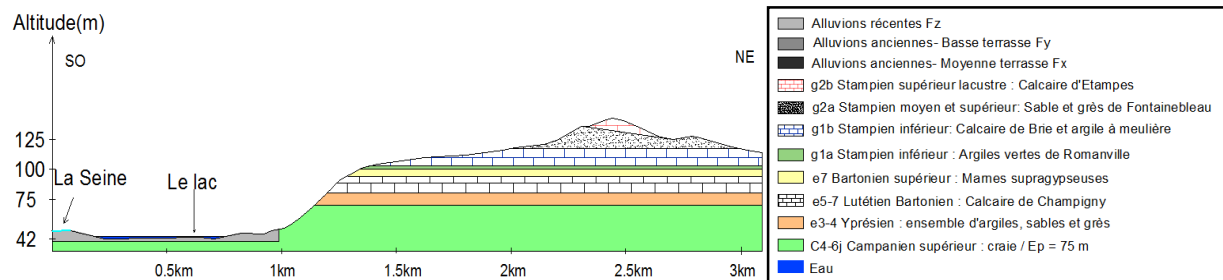 Altitude(m)
SO
NE
125
100
75
42
La Seine
Le lac
0.5km
1km
1.5km
2km
2.5km
3km
Alluvions récentes Fz
Alluvions anciennes- Basse terrasse Fy
Alluvions anciennes- Moyenne terrasse Fx
g2b Stampien supérieur lacustre : Calcaire d'Etampes
g2a Stampien moyen et supérieur: Sable et grès de Fontainebleau
g1b Stampien inférieur: Calcaire de Brie et argile à meulière
g1a Stampien inférieur : Argiles vertes de Romanville
e7 Bartonien supérieur : Marnes supragypseuses
e5-7 Lutétien Bartonien : Calcaire de Champigny
e3-4 Yprésien : ensemble d'argiles, sables et grès
C4-6j Campanien supérieur : craie / Ep = 75 m
Eau